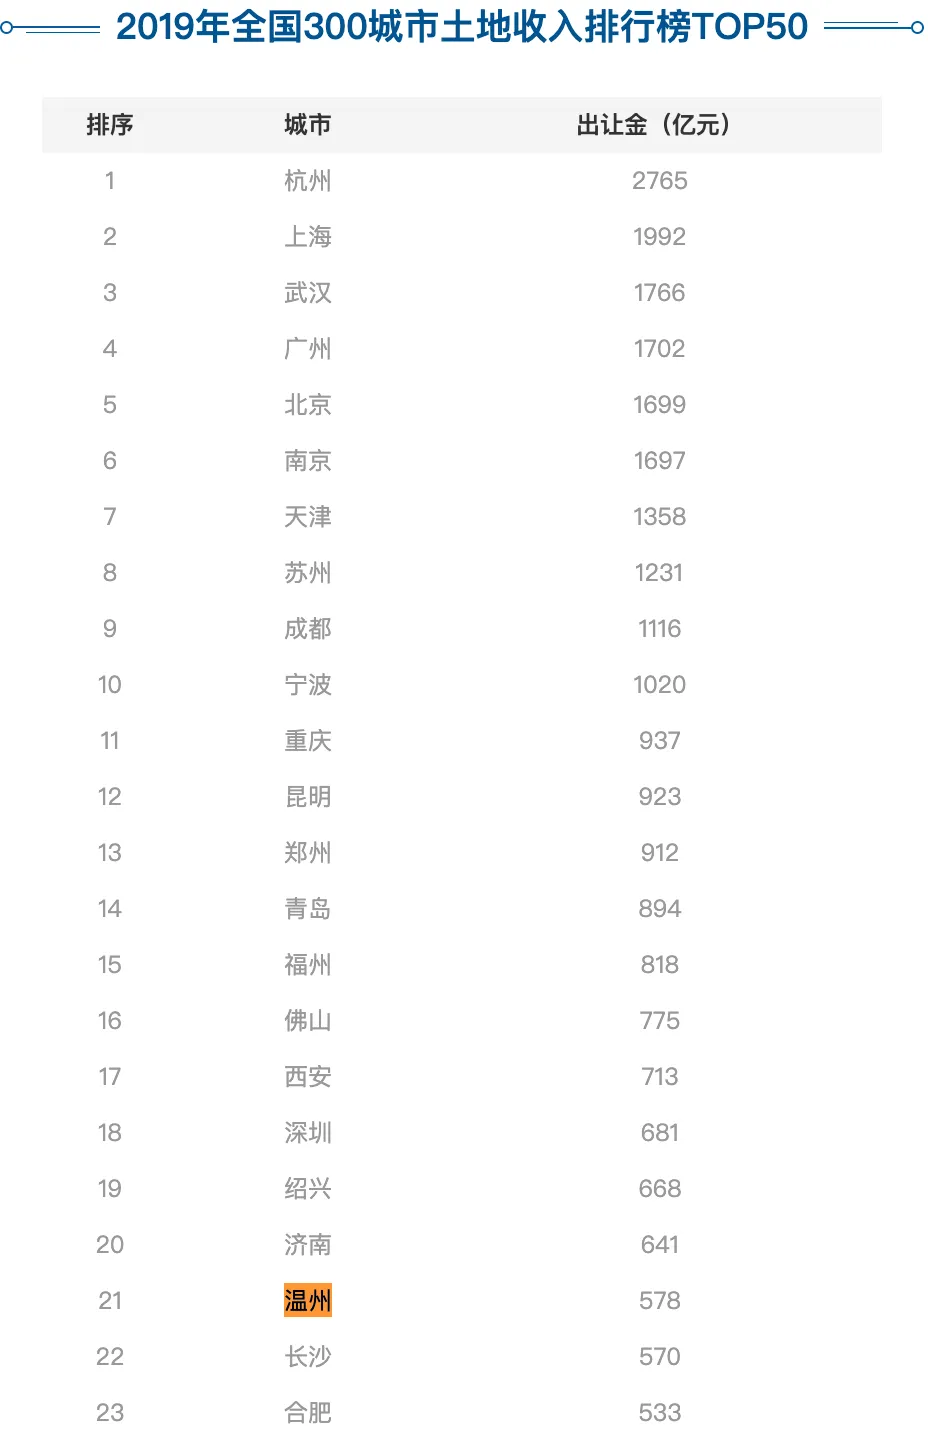 2019年全国300城市土地收入排行榜TOP50
排序 城市 出让金（亿元）
1 杭州 2765
2 上海 1992
3 武汉 1766
4 广州 1702
5 北京 1699
6 南京 1697
7 天津 1358
8 苏州 1231
9 成都 1116
10 宁波 1020
11 重庆 937
12 昆明 923
13 郑州 912
14 青岛 894
15 福州 818
16 佛山 775
17 西安 713
18 深圳 681
19 绍兴 668
20 济南 641
21 温州 578
22 长沙 570
23 合肥 533